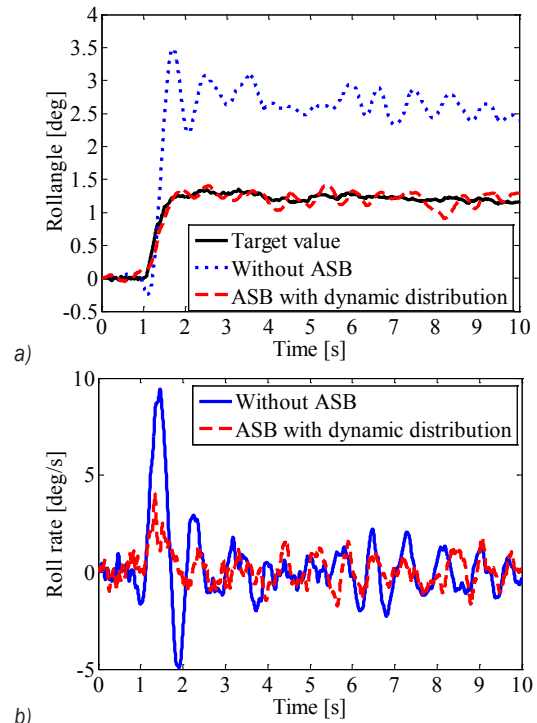 a)
Rollangle [deg]
4
3.5
3
2.5
2
1.5
1
0.5
0
-0.5
Target value
Without ASB
ASB with dynamic distribution
0 1 2 3 4 5 6 7 8 9 10
Time [s]
b)
Roll rate [deg/s]
10
5
0
-5
Without ASB
ASB with dynamic distribution
0 1 2 3 4 5 6 7 8 9 10
Time [s]